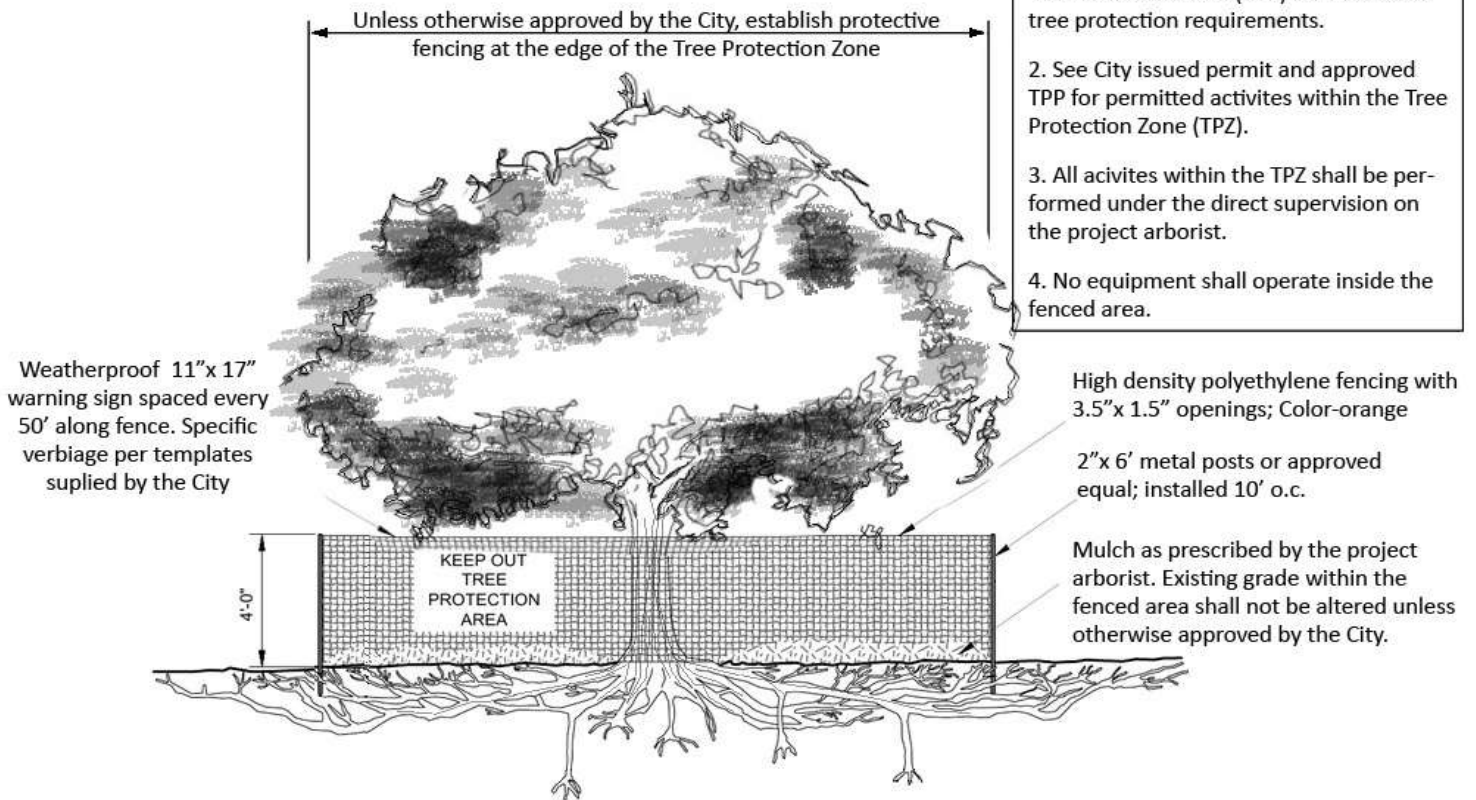 Unless otherwise approved by the City, establish protective
fencing at the edge of the Tree Protection Zone
tree protection requirements.
2. See City issued permit and approved
TPP for permitted activites within the Tree
Protection Zone (TPZ).
3. All acivites within the TPZ shall be per-
formed under the direct supervision on
the project arborist.
4. No equipment shall operate inside the
fenced area.
Weatherproof 11”x 17”
warning sign spaced every
50’ along fence. Specific
verbiage per templates
suplied by the City
High density polyethylene fencing with
3.5”x 1.5” openings; Color-orange
2”x 6’ metal posts or approved
equal; installed 10’ o.c.
Mulch as prescribed by the project
arborist. Existing grade within the
fenced area shall not be altered unless
otherwise approved by the City.
4'-0"
KEEP OUT
TREE
PROTECTION
AREA